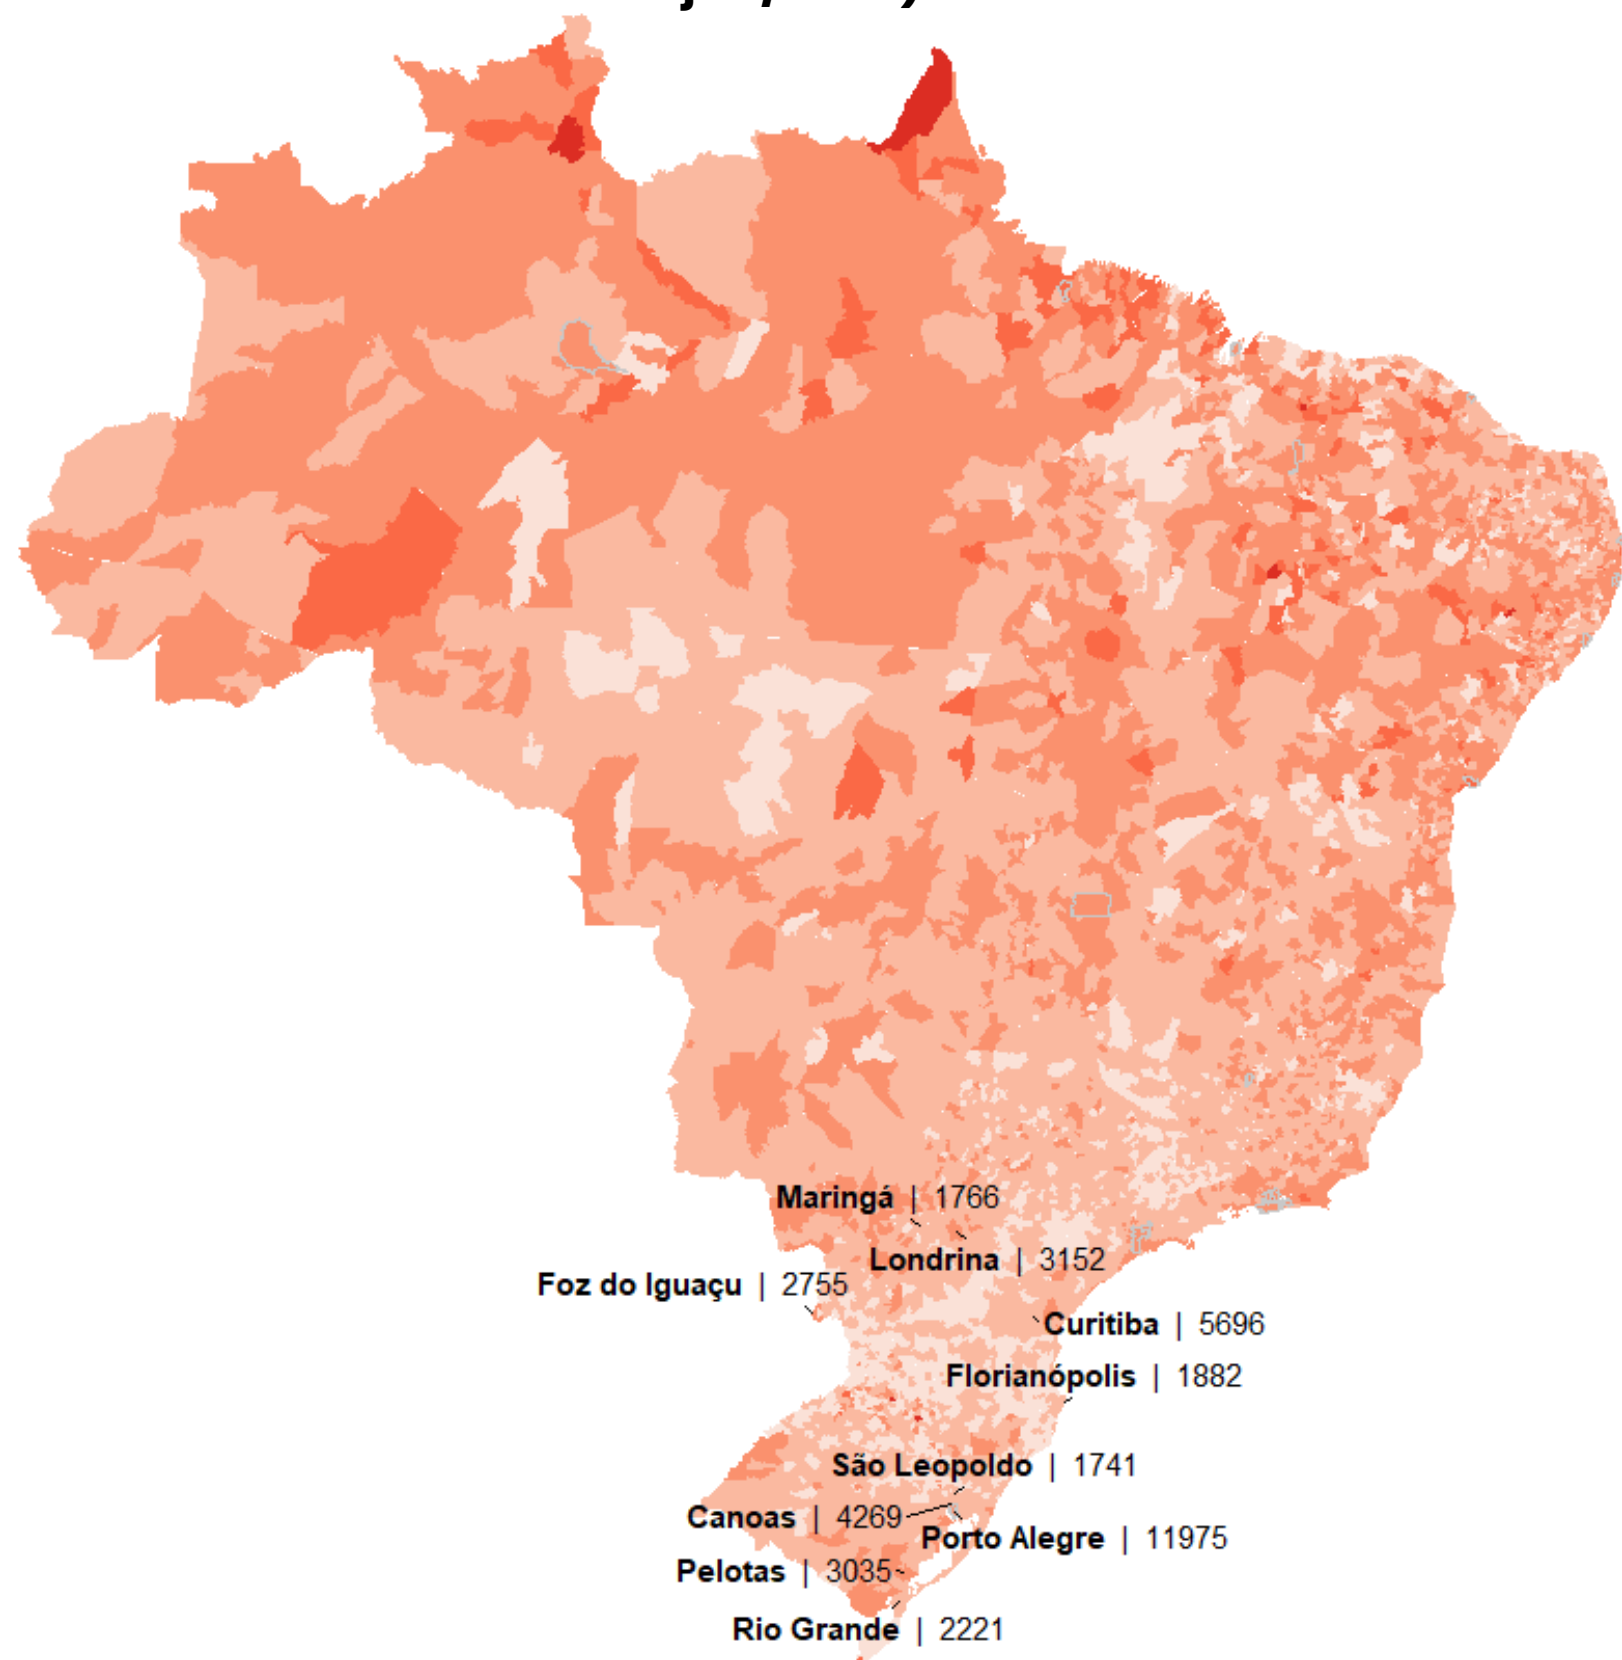 Maringá | 1766
Londrina | 3152
Foz do Iguaçu | 2755
Curitiba | 5696
Florianópolis | 1882
São Leopoldo | 1741
Canoas | 4269
Porto Alegre | 11975
Pelotas | 3035
Rio Grande | 2221